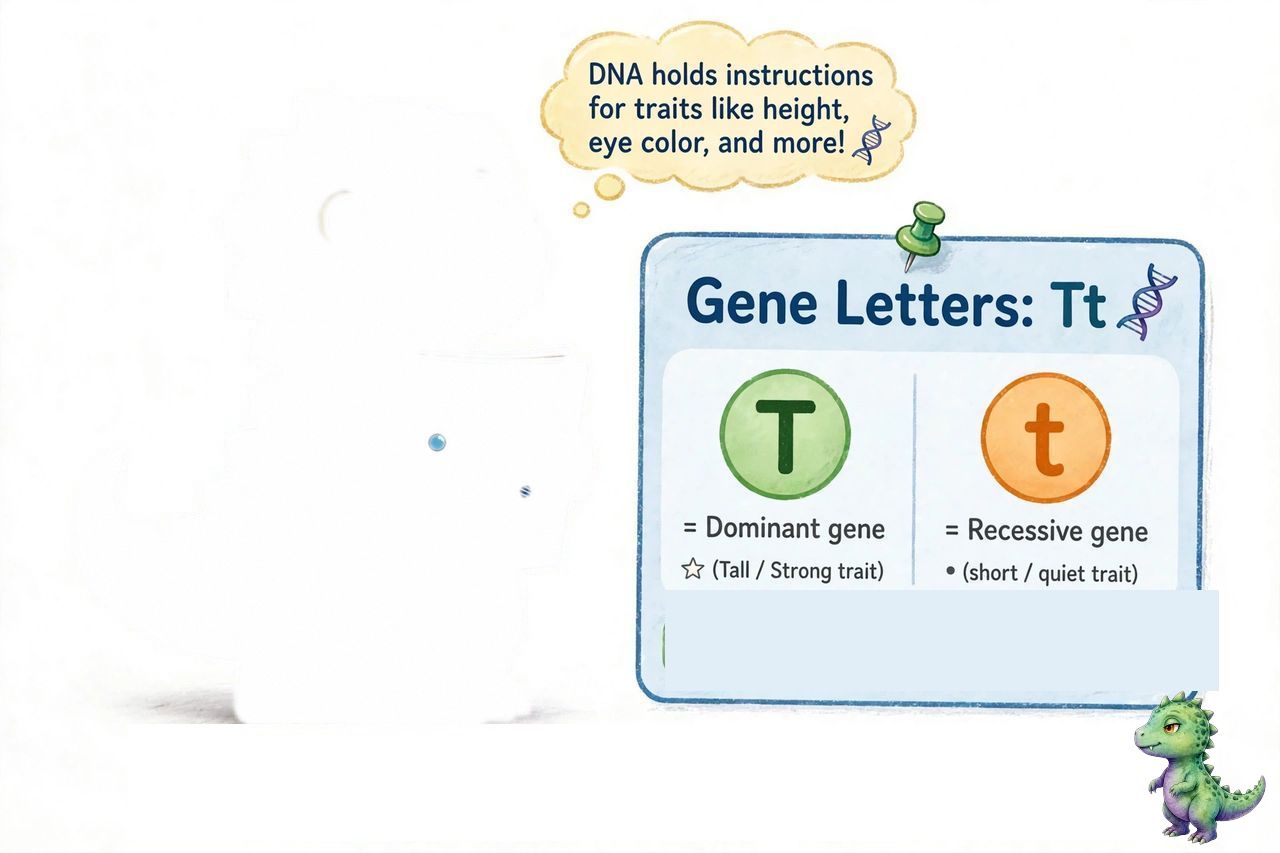 DNA holds instructions
for traits like height,
eye color, and more!
Gene Letters: Tt
T
= Dominant gene
☆ (Tall / Strong trait)
t
= Recessive gene
• (short / quiet trait)